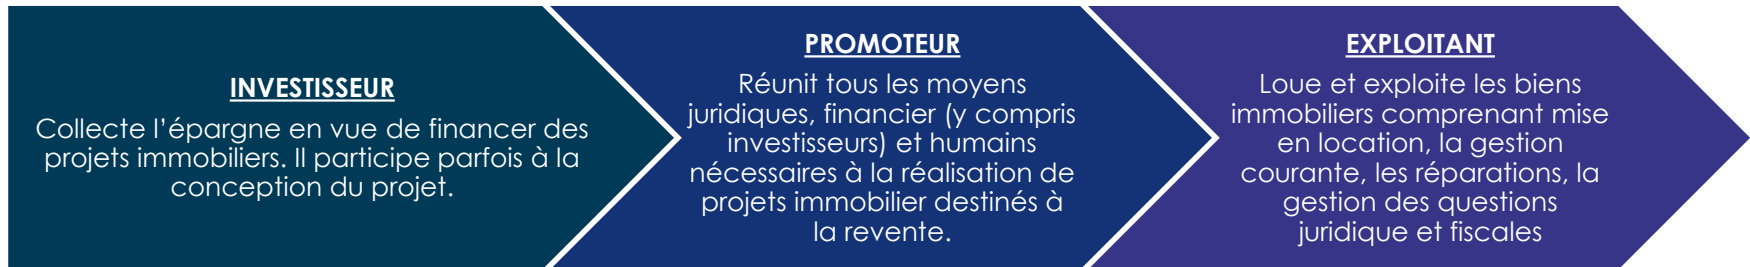 INVESTISSEUR
Collecte l’épargne en vue de financer des
projets immobiliers. Il participe parfois à la
conception du projet.
PROMOTEUR
Réunit tous les moyens
juridiques, financier (y compris
investisseurs) et humains
nécessaires à la réalisation de
projets immobilier destinés à
la revente.
EXPLOITANT
Loue et exploite les biens
immobiliers comprenant mise
en location, la gestion
courante, les réparations, la
gestion des questions
juridique et fiscales